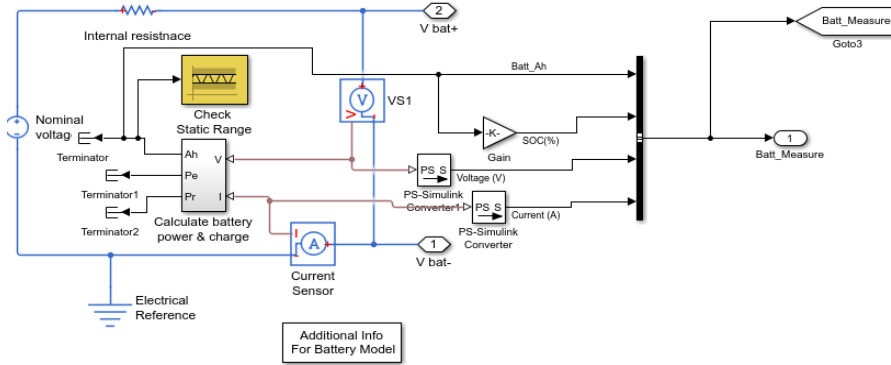 2
V bat+
Batt_Measure
Goto3
Internal resistnace
Batt_Ah
Check
Static Range
V
VS1
Nominal
voltage
Terminator
-K-
Gain
SOC(%)
1
Batt_Measure
Ah
Pe
Pr
V
I
Terminator1
Terminator2
Calculate battery
power & charge
PS S
Voltage (V)
PS-Simulink
Converter1
PS S
Current (A)
PS-Simulink
Converter
I
A
Current
Sensor
1
V bat-
Electrical
Reference
Additional Info
For Battery Model